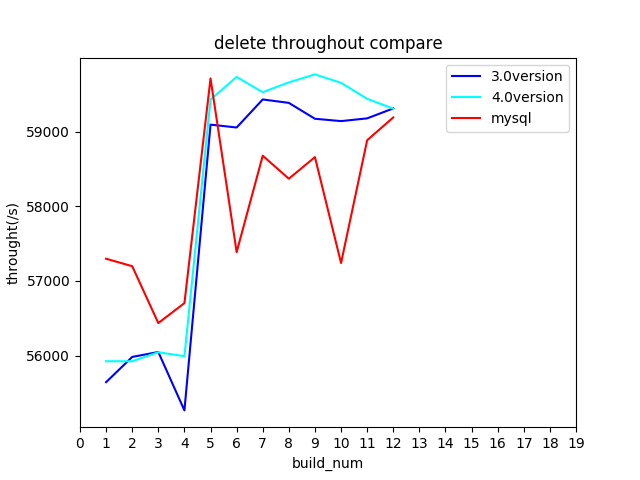 delete throughout compare
3.0version
4.0version
mysql
throught(/s)
59000
58000
57000
56000
0 1 2 3 4 5 6 7 8 9 10 11 12 13 14 15 16 17 18 19
build_num